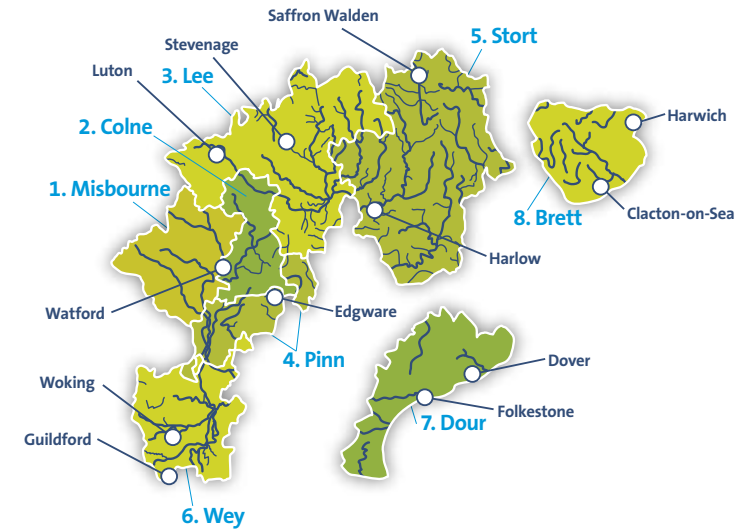 Saffron Walden
5. Stort
Stevenage
Luton
3. Lee
Harwich
2. Colne
1. Misbourne
8. Brett
Clacton-on-Sea
Harlow
Watford
Edgware
4. Pinn
Dover
Woking
Folkestone
7. Dour
Guildford
6. Wey